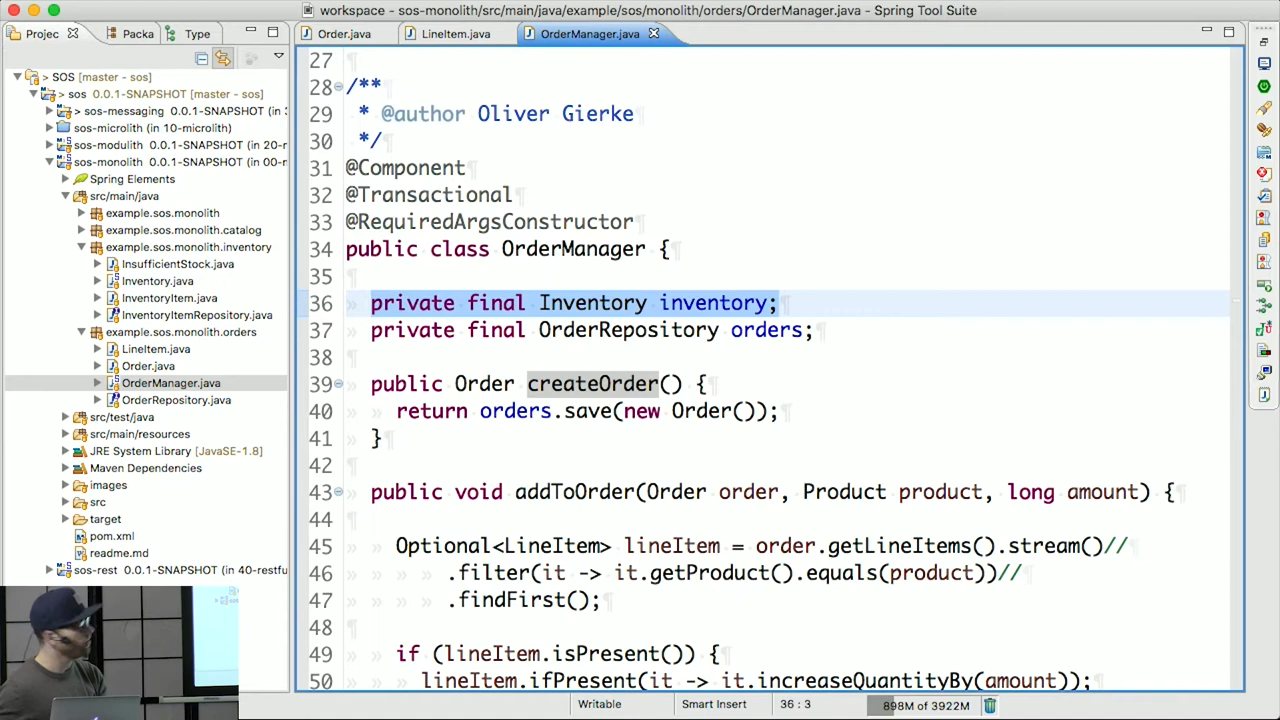 workspace - sos-monolith/src/main/java/example/sos/monolith/orders/OrderManager.java - Spring Tool Suite
Projec
Packa
Type
Order.java
LineItem.java
OrderManager.java
> SOS [master - sos]
> sos 0.0.1-SNAPSHOT [master - sos]
> sos-messaging 0.0.1-SNAPSHOT (in 3
sos-microlith (in 10-microlith)
sos-modulith 0.0.1-SNAPSHOT (in 20-m
sos-monolith 0.0.1-SNAPSHOT (in 00-m
Spring Elements
src/main/java
example.sos.monolith
example.sos.monolith.catalog
example.sos.monolith.inventory
InsufficientStock.java
Inventory.java
InventoryItem.java
InventoryItemRepository.java
example.sos.monolith.orders
LineItem.java
Order.java
OrderManager.java
OrderRepository.java
src/test/java
src/main/resources
JRE System Library [JavaSE-1.8]
Maven Dependencies
images
src
target
pom.xml
readme.md
sos-rest 0.0.1-SNAPSHOT (in 40-restfu
27
28 /**
29 * @author Oliver Gierke
30 */
31 @Component
32 @Transactional
33 @RequiredArgsConstructor
34 public class OrderManager {
35
36 private final Inventory inventory;
37 private final OrderRepository orders;
38
39 public Order createOrder() {
40 return orders.save(new Order());
41 }
42
43 public void addToOrder(Order order, Product product, long amount) {
44
45 Optional<LineItem> lineItem = order.getLineItems().stream()//
46 .filter(it -> it.getProduct().equals(product))//
47 .findFirst();
48
49 if (lineItem.isPresent()) {
50 lineItem.ifPresent(it -> it.increaseQuantityBy(amount));
Writable
Smart Insert
36 : 3
898M of 3922M